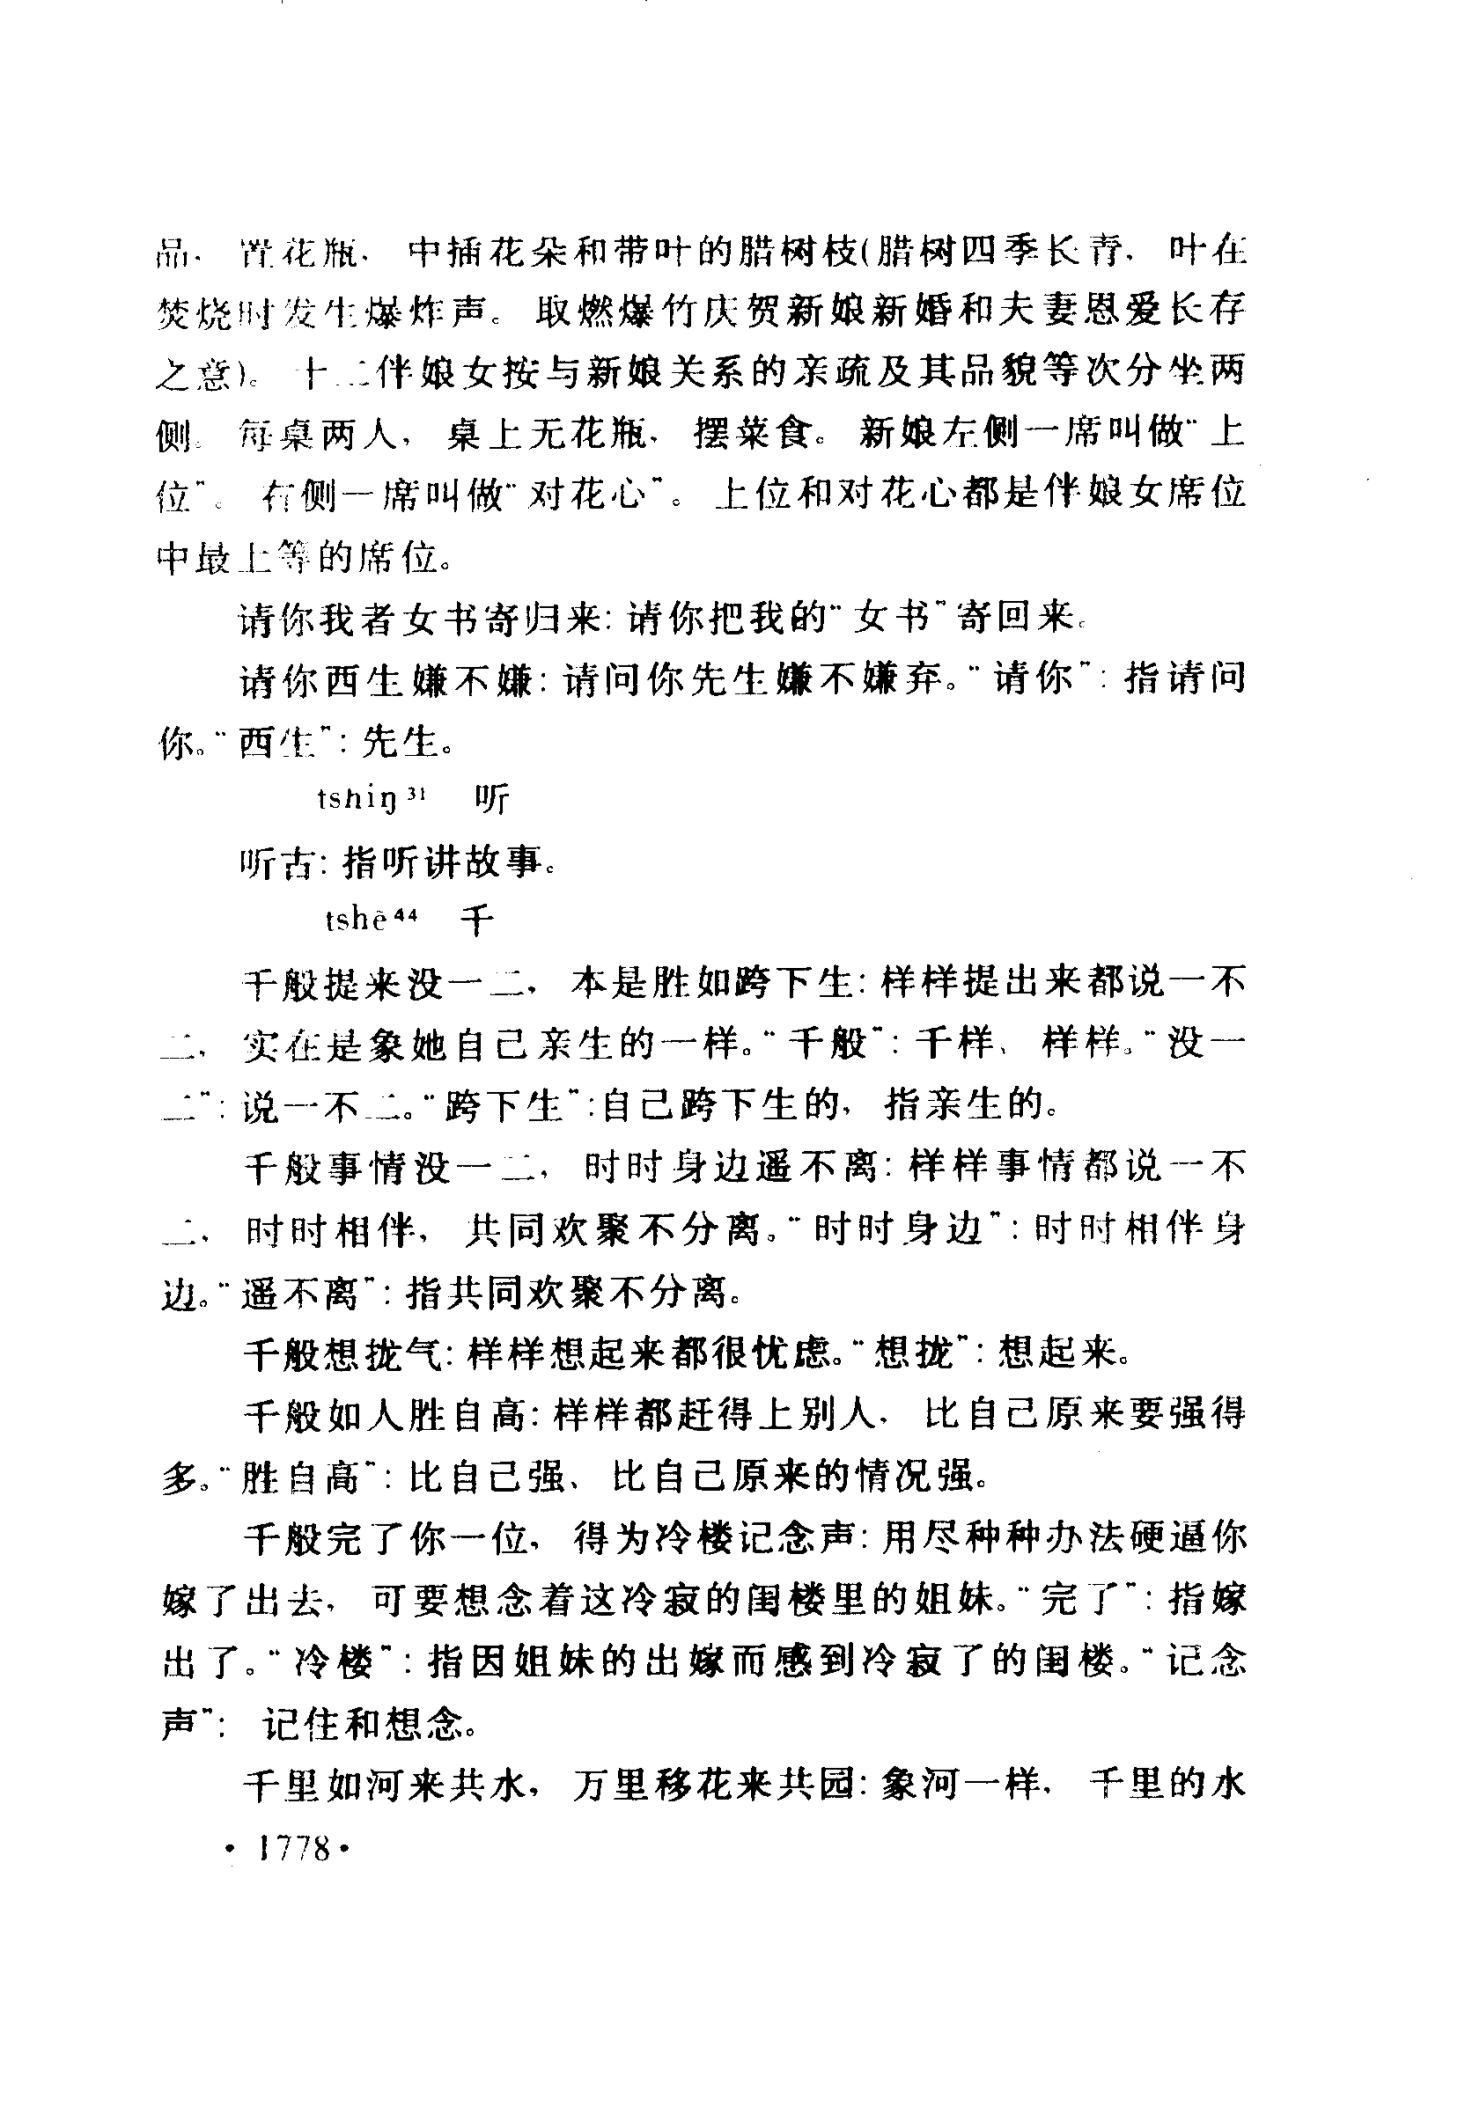 品，置花瓶，中插花朵和带叶的腊树枝(腊树四季长青，叶在
焚烧时发生爆炸声。取燃爆竹庆贺新娘新婚和夫妻恩爱长存
之意)。十二伴娘女按与新娘关系的亲疏及其品貌等次分坐两
侧。每桌两人，桌上无花瓶，摆菜食。新娘左侧一席叫做“上
位”。右侧一席叫做“对花心”。上位和对花心都是伴娘女席位
中最上等的席位。
请你我者女书寄归来：请你把我的“女书”寄回来。
请你西生嫌不嫌：请问你先生嫌不嫌弃。“请你”：指请问
你。“西生”：先生。
tshiŋ³¹ 听
听古：指听讲故事。
tshẽ⁴⁴ 千
千般提来没一二，本是胜如跨下生：样样提出来都说一不
二，实在是象她自己亲生的一样。“千般”：千样、样样。“没一
二”：说一不二。“跨下生”：自己跨下生的，指亲生的。
千般事情没一二，时时身边遥不离：样样事情都说一不
二，时时相伴，共同欢聚不分离。“时时身边”：时时相伴身
边。“遥不离”：指共同欢聚不分离。
千般想拢气：样样想起来都很忧虑。“想拢”：想起来。
千般如人胜自高：样样都赶得上别人，比自己原来要强得
多。“胜自高”：比自己强、比自己原来的情况强。
千般完了你一位，得为冷楼记念声：用尽种种办法硬逼你
嫁了出去，可要想念着这冷寂的闺楼里的姐妹。“完了”：指嫁
出了。“冷楼”：指因姐妹的出嫁而感到冷寂了的闺楼。“记念
声”：记住和想念。
千里如河来共水，万里移花来共园：象河一样，千里的水
·1778·